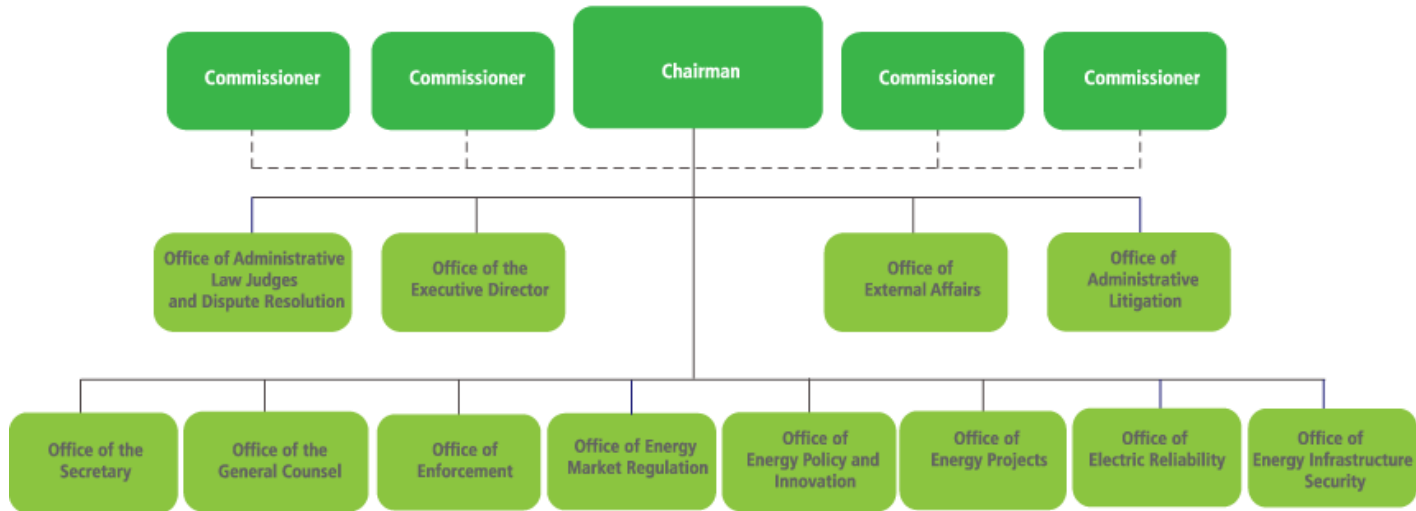 Commissioner
Commissioner
Chairman
Commissioner
Commissioner
Office of Administrative
Law Judges
and Dispute Resolution
Office of the
Executive Director
Office of
External Affairs
Office of
Administrative
Litigation
Office of the
Secretary
Office of the
General Counsel
Office of
Enforcement
Office of Energy
Market Regulation
Office of
Energy Policy and
Innovation
Office of
Energy Projects
Office of
Electric Reliability
Office of
Energy Infrastructure
Security